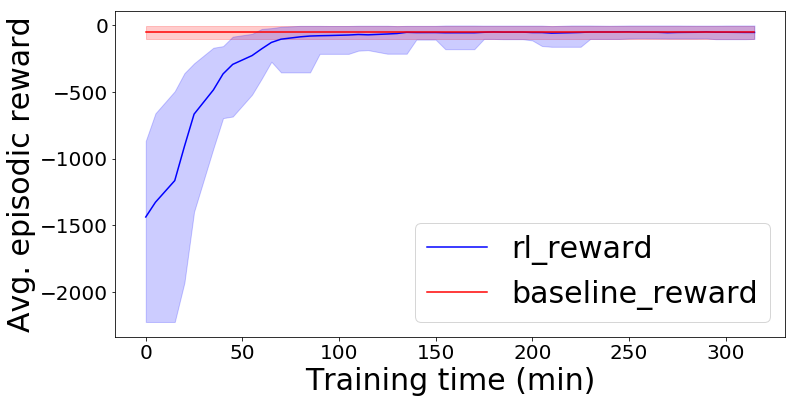 Avg. episodic reward
0
−500
−1000
−1500
−2000
rl_reward
baseline_reward
0 50 100 150 200 250 300
Training time (min)